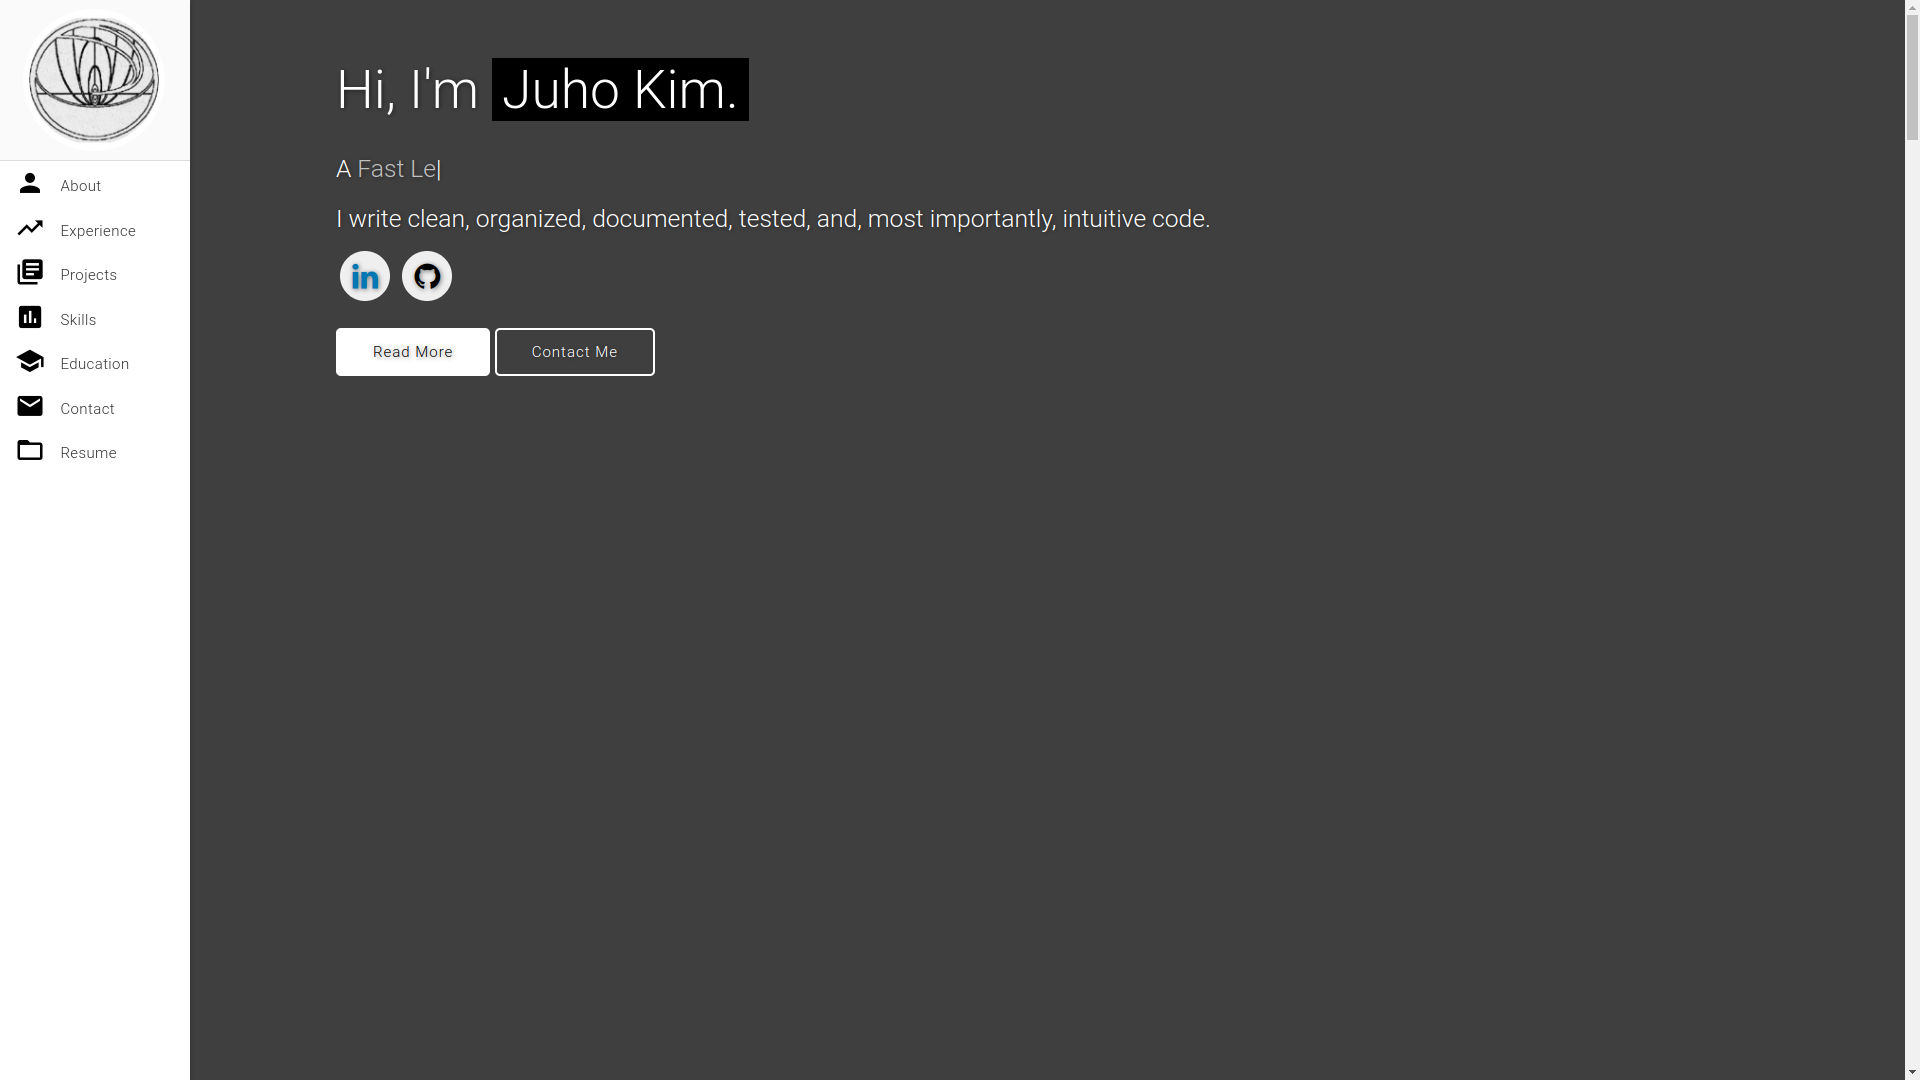 About
Experience
Projects
Skills
Education
Contact
Resume
Hi, I'm Juho Kim.
A Fast Le|
I write clean, organized, documented, tested, and, most importantly, intuitive code.
in
Read More
Contact Me